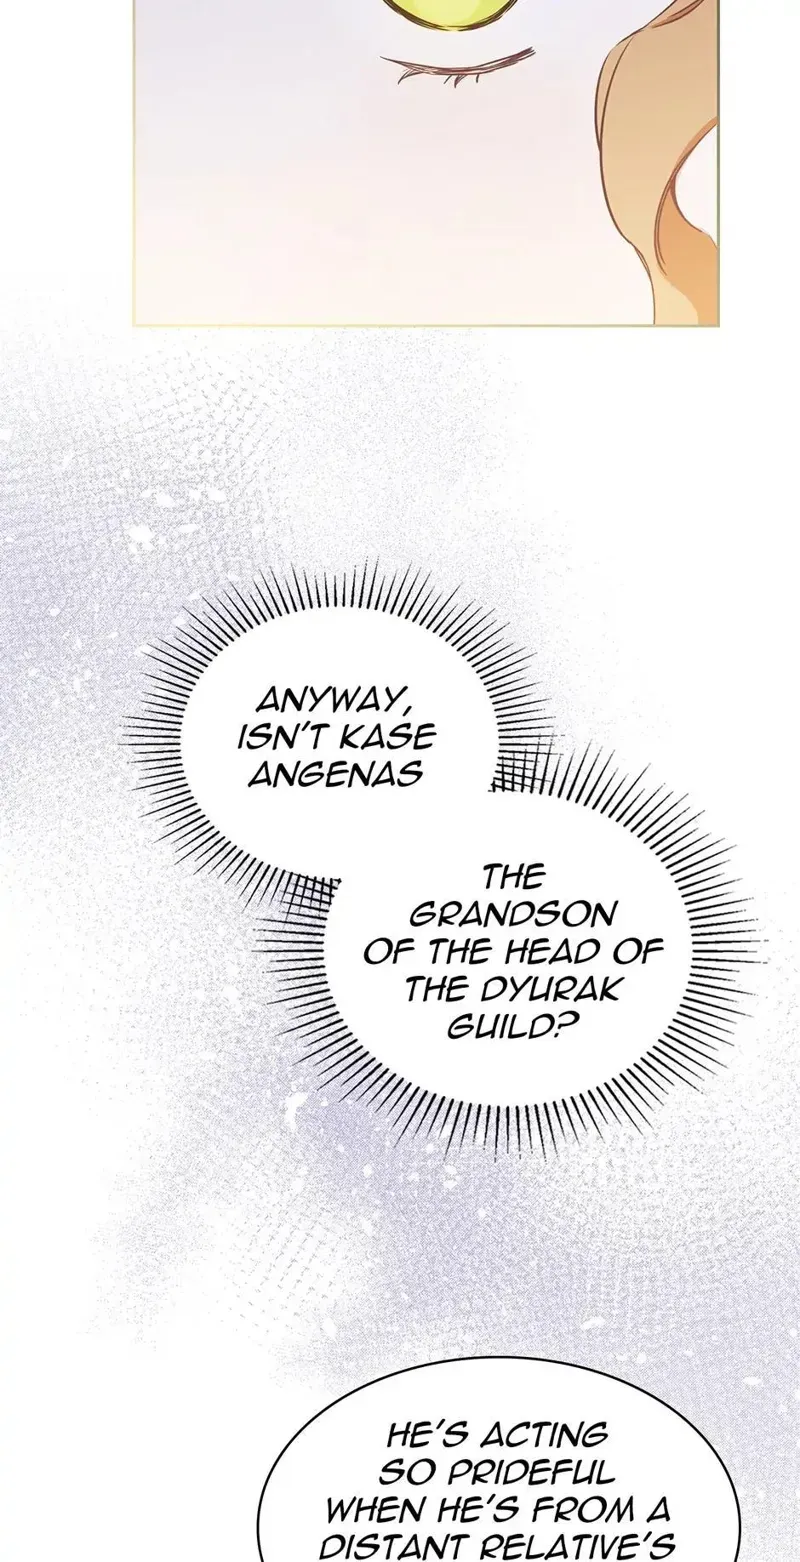 ANYWAY,
ISN'T KASE
ANGENAS
THE
GRANDSON
OF THE HEAD OF
THE DYURAK
GUILD?
HE'S ACTING
SO PRIDEFUL
WHEN HE'S FROM A
DISTANT RELATIVE'S